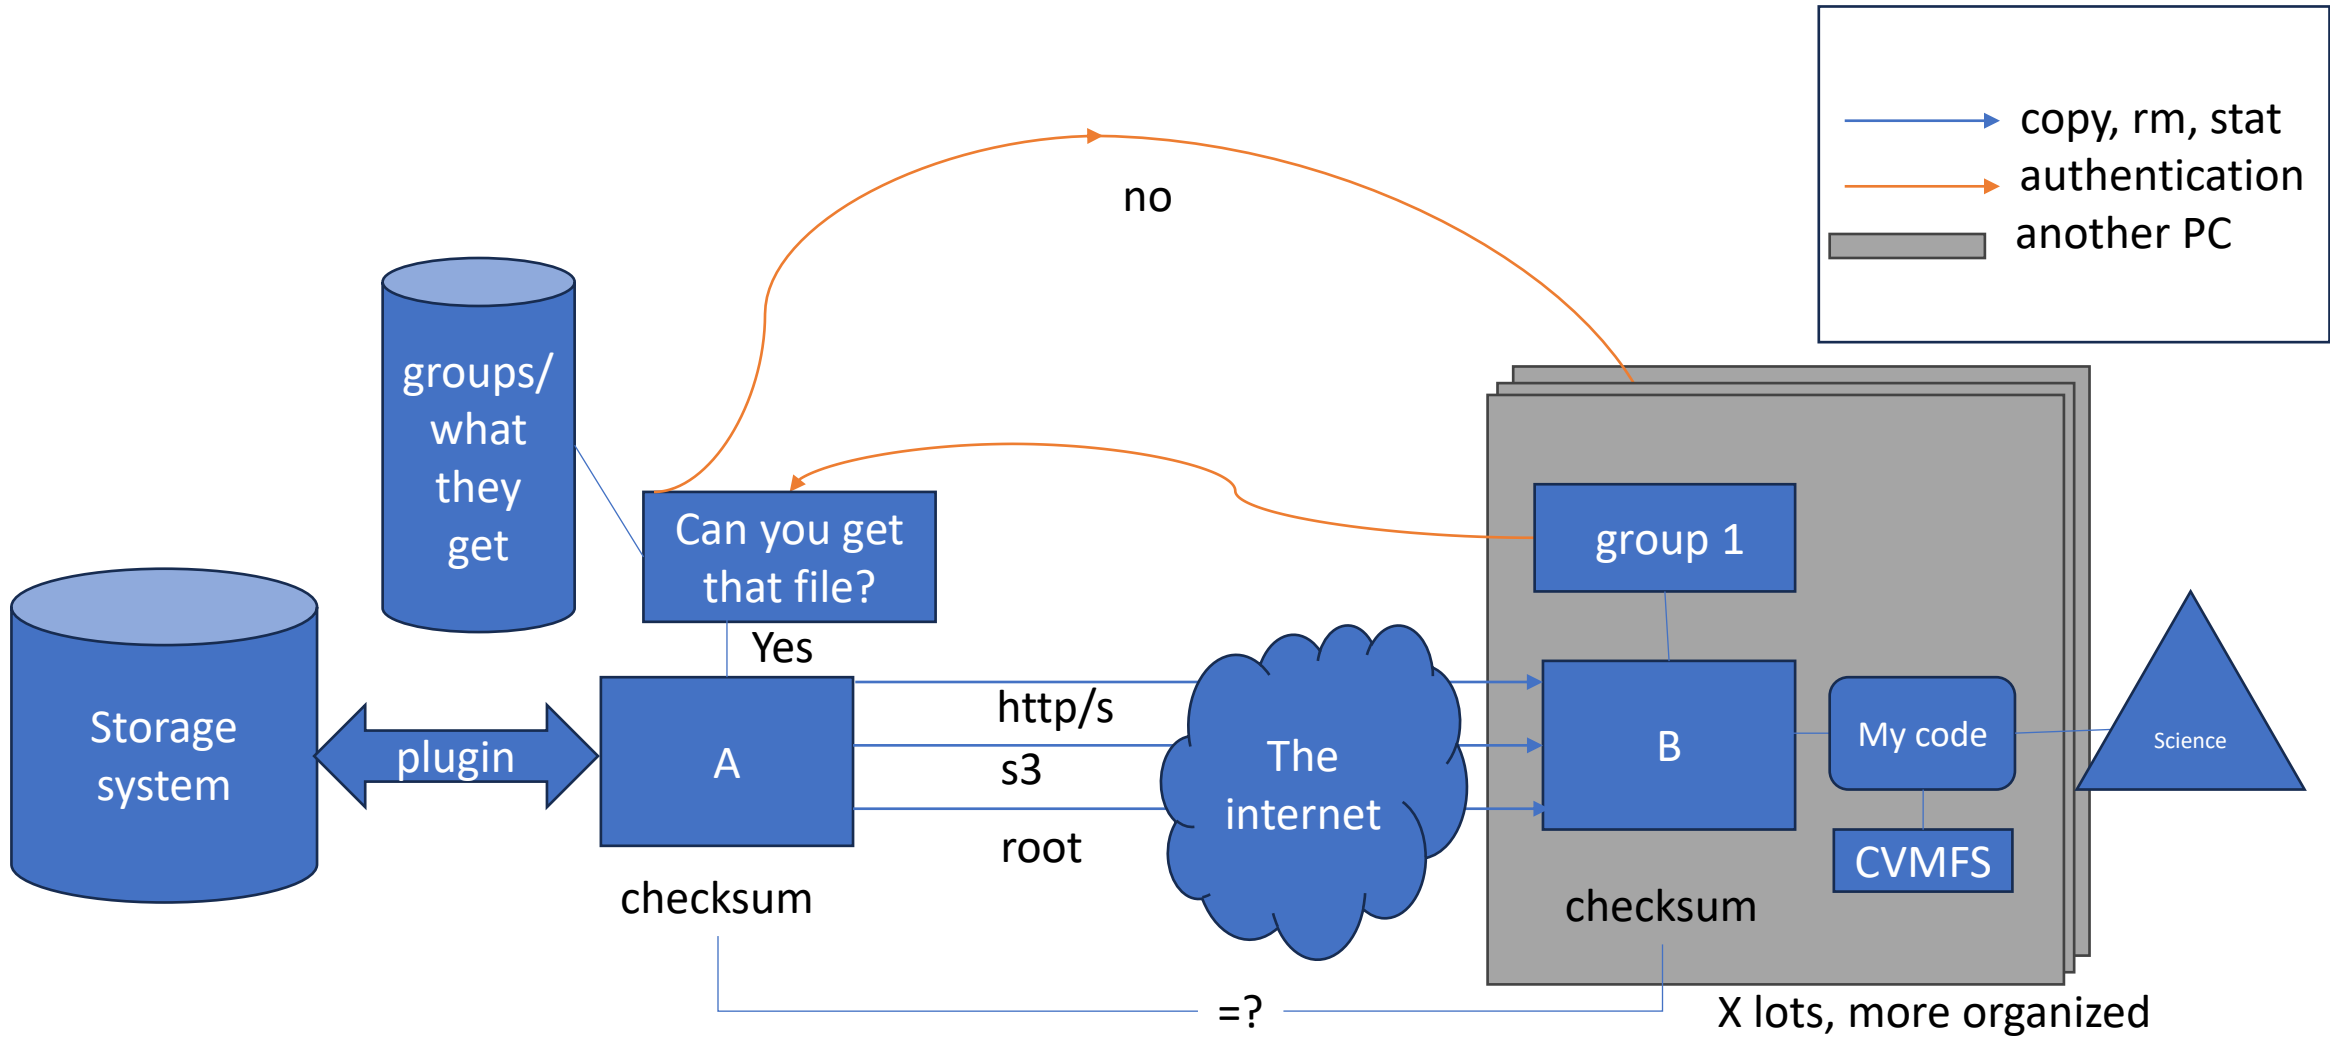 copy, rm, stat
authentication
another PC
no
groups/
what
they
get
Can you get
that file?
Yes
group 1
Storage
system
plugin
A
http/s
s3
root
The
internet
B
My code
Science
CVMFS
checksum
checksum
=?
X lots, more organized